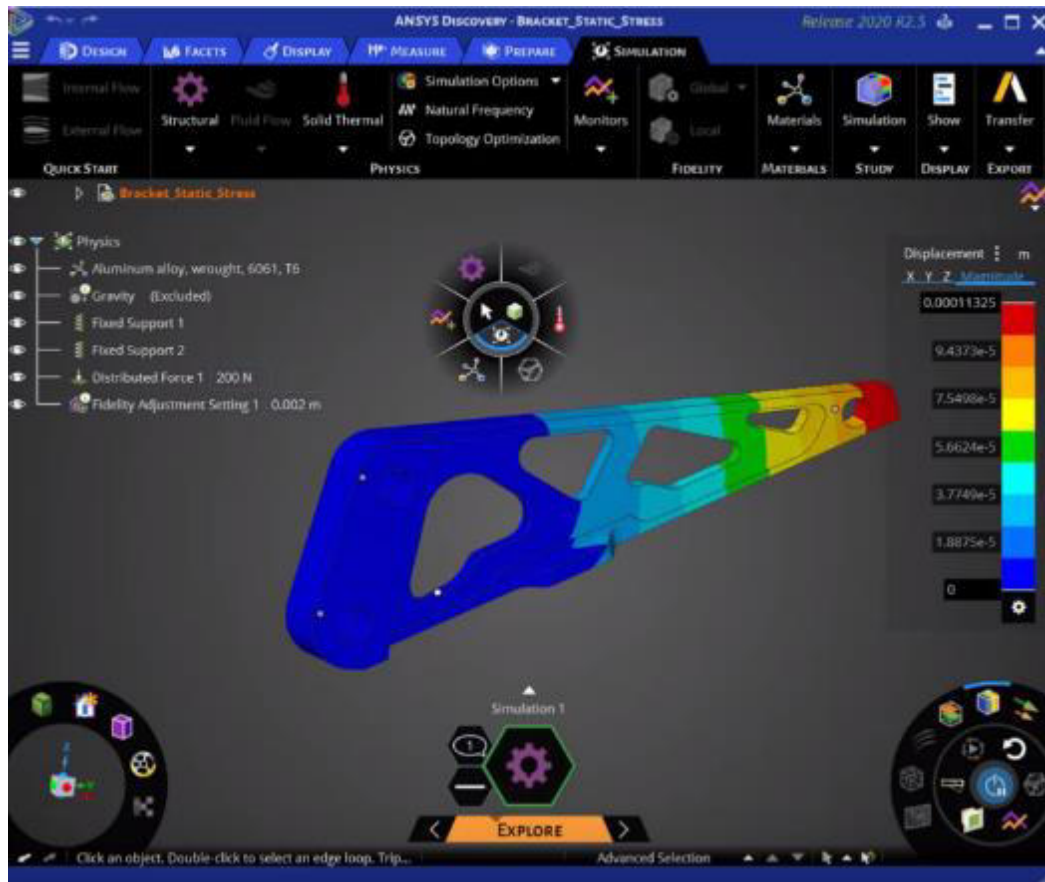 ANSYS DISCOVERY - BRACKET_STATIC_STRESS
Release 2020 R2.5
DESIGN
FACETS
DISPLAY
MEASURE
PREPARE
SIMULATION
Internal Flow
External Flow
QUICK START
Structural
Fluid Flow
Solid Thermal
Simulation Options
Natural Frequency
Topology Optimization
PHYSICS
Monitors
Global
Local
FIDELITY
Materials
MATERIALS
Simulation
STUDY
Show
DISPLAY
Transfer
EXPORT
Bracket_Static_Stress
Physics
Aluminum alloy, wrought, 6061, T6
Gravity (Excluded)
Fixed Support 1
Fixed Support 2
Distributed Force 1 200 N
Fidelity Adjustment Setting 1 0.002 m
Displacement m
X Y Z Magnitude
0.00011325
9.4373e-5
7.5498e-5
5.6624e-5
3.7749e-5
1.8875e-5
0
Simulation 1
1
EXPLORE
Z
Click an object. Double-click to select an edge loop. Trip...
Advanced Selection